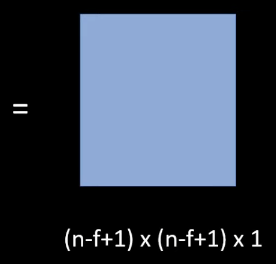 =
(n-f+1) x (n-f+1) x 1